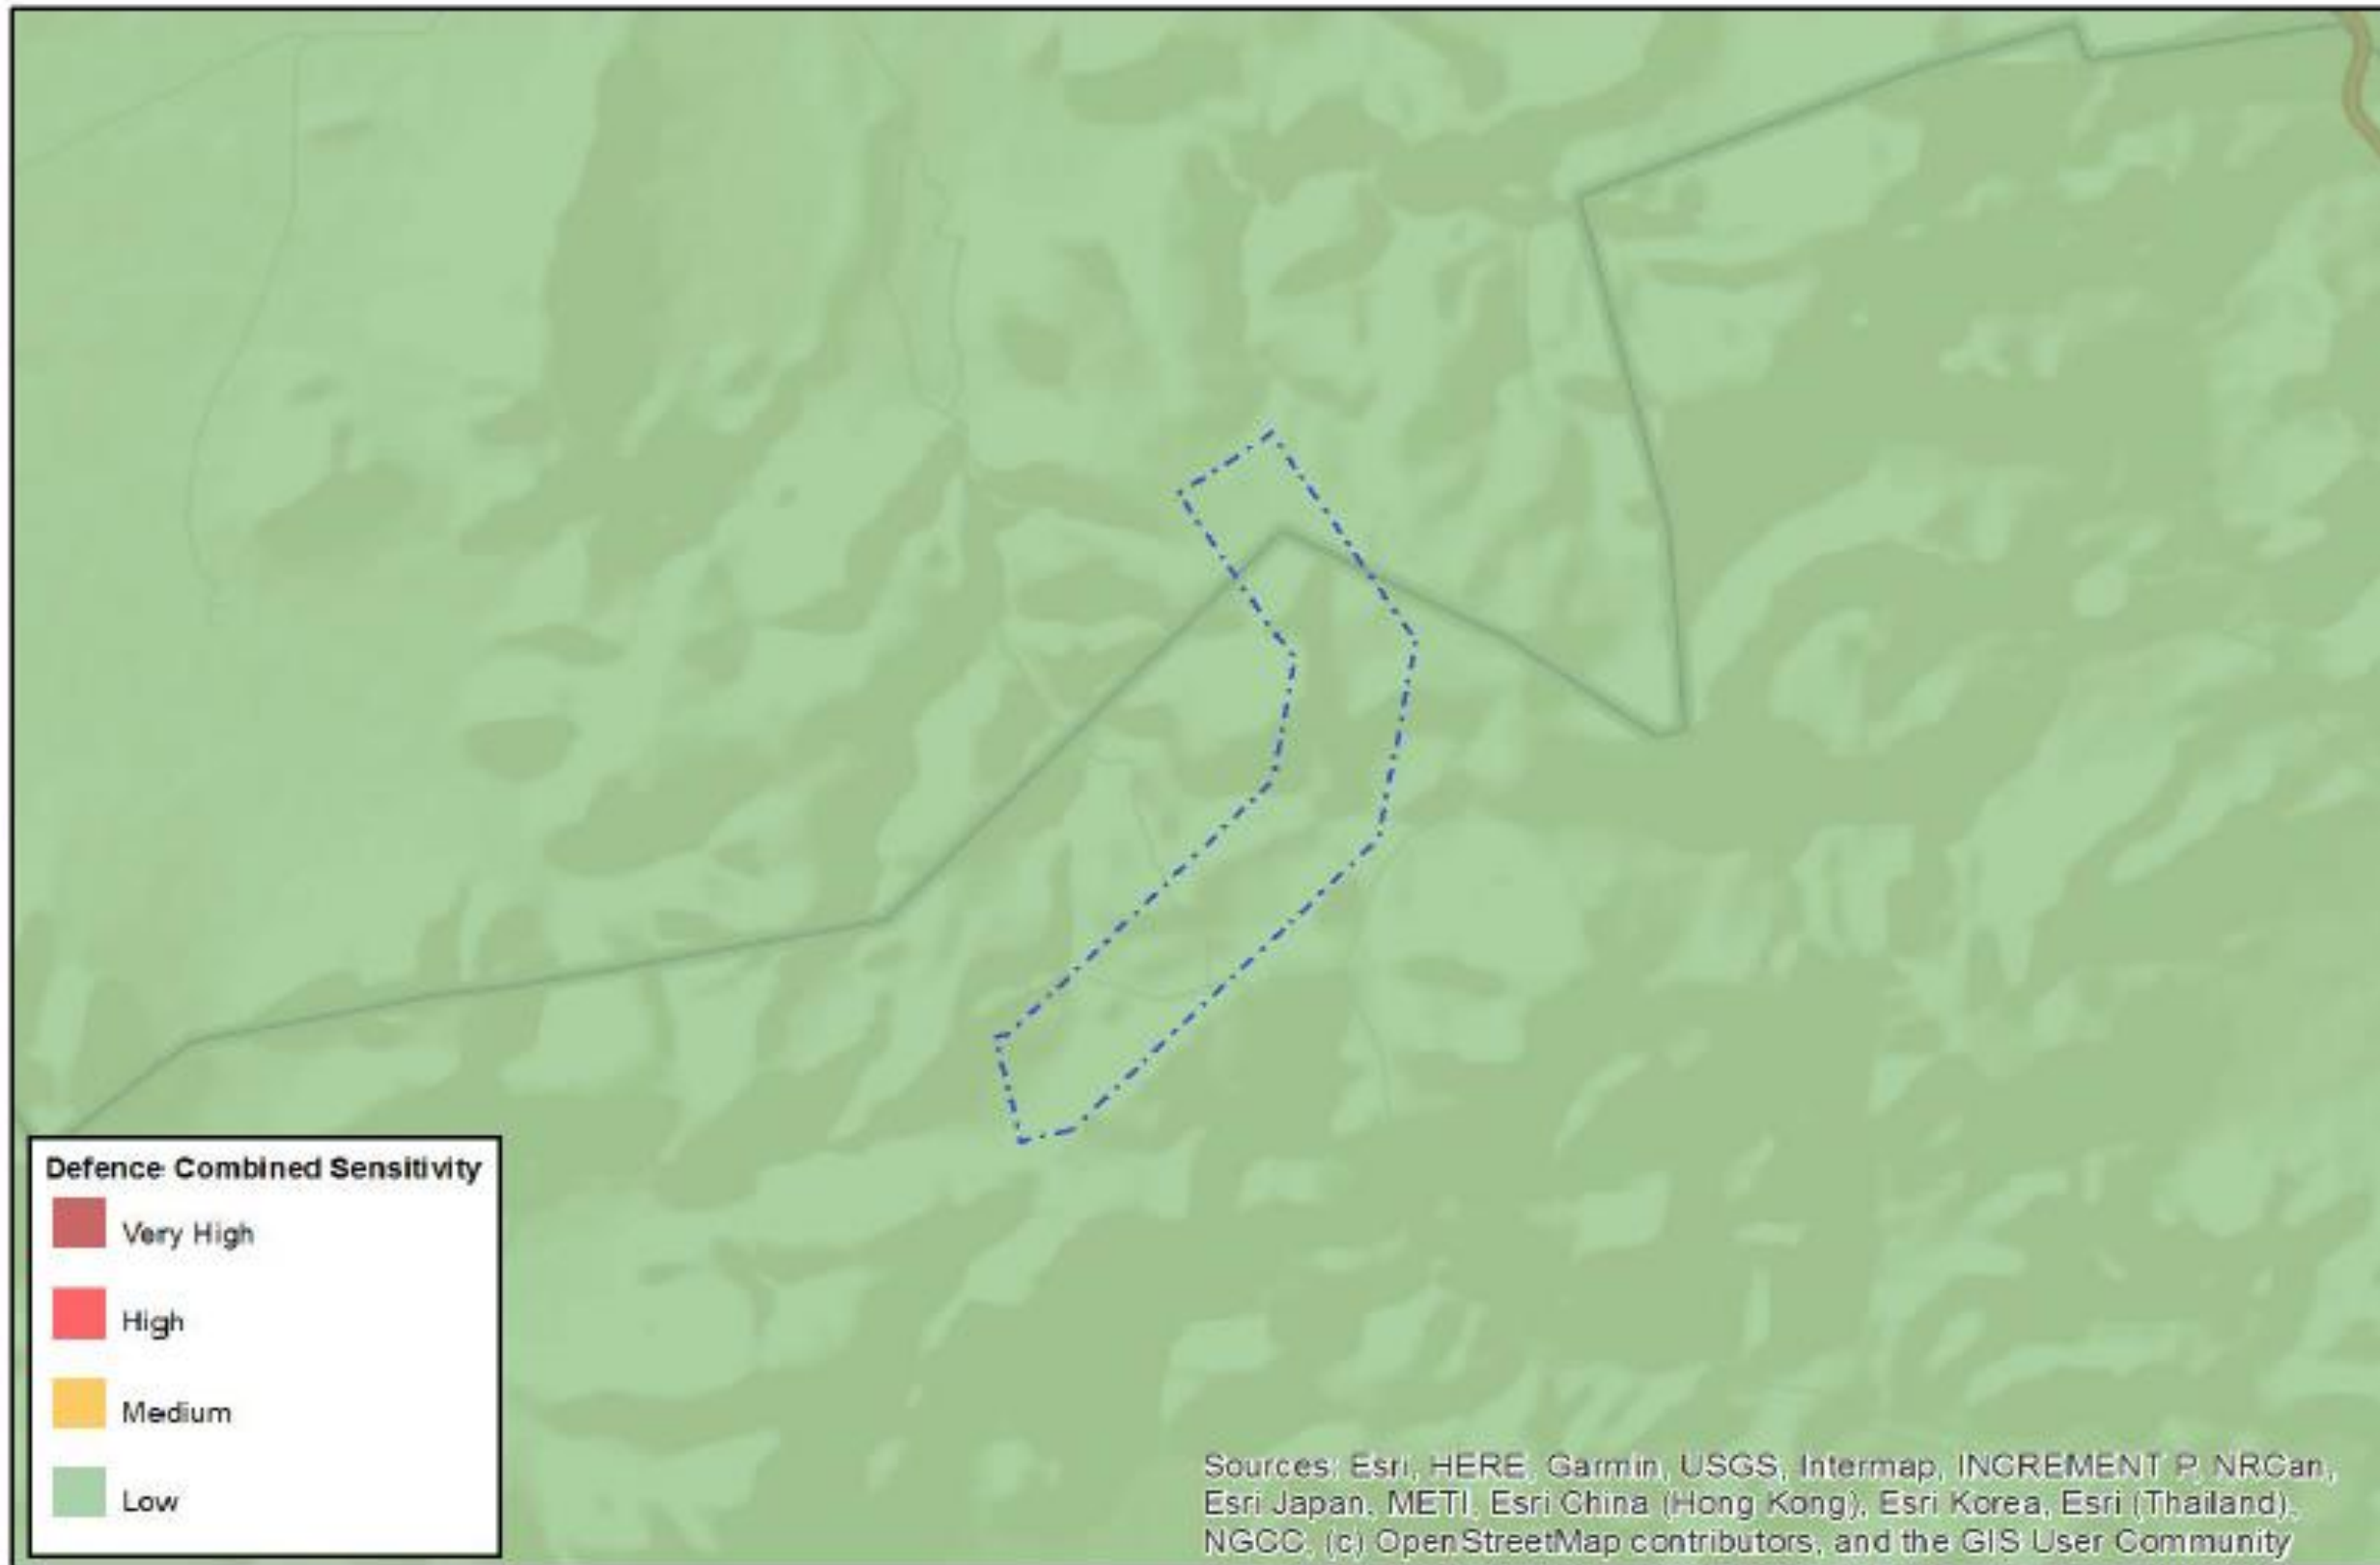 Defence Combined Sensitivity
Very High
High
Medium
Low
Sources: Esri, HERE, Garmin, USGS, Intermap, INCREMENT P, NRCan,
Esri Japan, METI, Esri China (Hong Kong), Esri Korea, Esri (Thailand),
NGCC, (c) OpenStreetMap contributors, and the GIS User Community